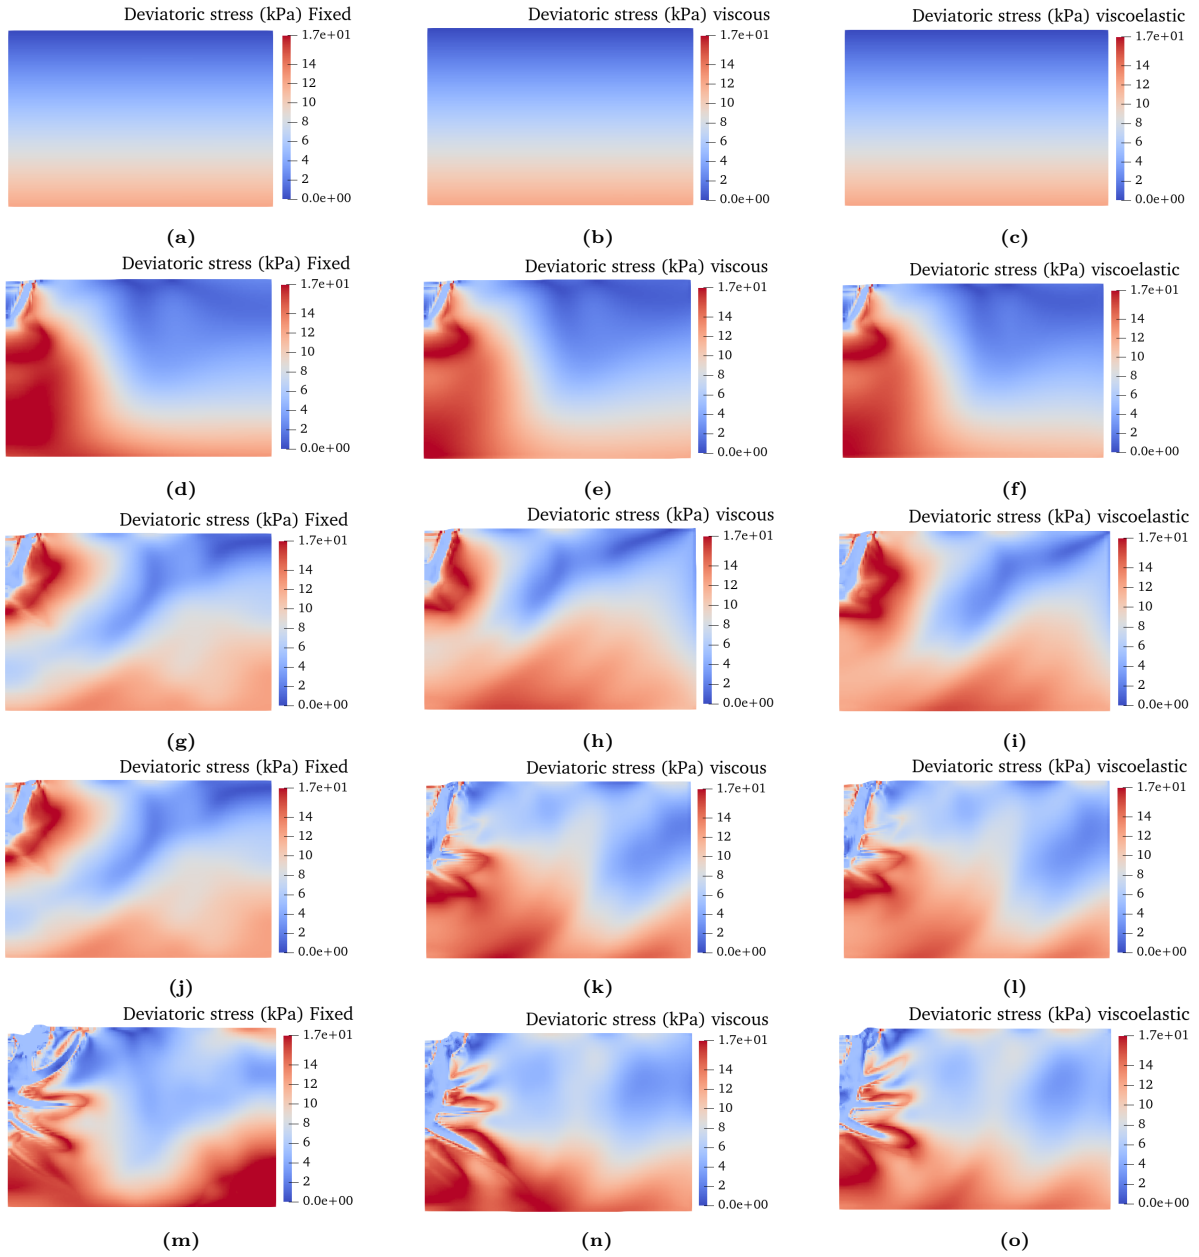 Deviatoric stress (kPa) Fixed
1.7e+01
14
12
10
8
6
4
2
0.0e+00
(a)
Deviatoric stress (kPa) viscous
1.7e+01
14
12
10
8
6
4
2
0.0e+00
(b)
Deviatoric stress (kPa) viscoelastic
1.7e+01
14
12
10
8
6
4
2
0.0e+00
(c)
Deviatoric stress (kPa) Fixed
1.7e+01
14
12
10
8
6
4
2
0.0e+00
(d)
Deviatoric stress (kPa) viscous
1.7e+01
14
12
10
8
6
4
2
0.0e+00
(e)
Deviatoric stress (kPa) viscoelastic
1.7e+01
14
12
10
8
6
4
2
0.0e+00
(f)
Deviatoric stress (kPa) Fixed
1.7e+01
14
12
10
8
6
4
2
0.0e+00
(g)
Deviatoric stress (kPa) viscous
1.7e+01
14
12
10
8
6
4
2
0.0e+00
(h)
Deviatoric stress (kPa) viscoelastic
1.7e+01
14
12
10
8
6
4
2
0.0e+00
(i)
Deviatoric stress (kPa) Fixed
1.7e+01
14
12
10
8
6
4
2
0.0e+00
(j)
Deviatoric stress (kPa) viscous
1.7e+01
14
12
10
8
6
4
2
0.0e+00
(k)
Deviatoric stress (kPa) viscoelastic
1.7e+01
14
12
10
8
6
4
2
0.0e+00
(l)
Deviatoric stress (kPa) Fixed
1.7e+01
14
12
10
8
6
4
2
0.0e+00
(m)
Deviatoric stress (kPa) viscous
1.7e+01
14
12
10
8
6
4
2
0.0e+00
(n)
Deviatoric stress (kPa) viscoelastic
1.7e+01
14
12
10
8
6
4
2
0.0e+00
(o)